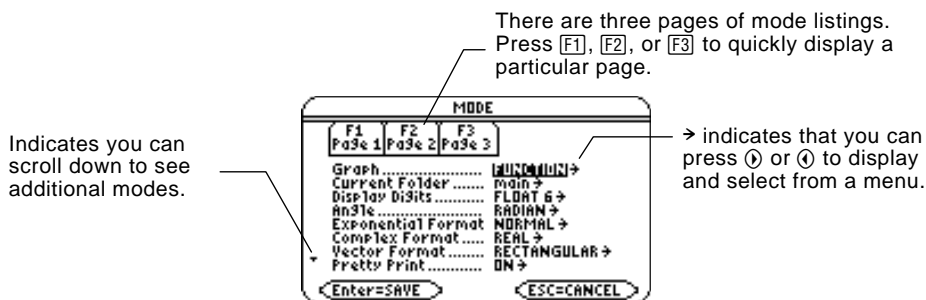 There are three pages of mode listings.
Press F1, F2, or F3 to quickly display a
particular page.
MODE
F1 F2 F3
Page 1 Page 2 Page 3
Indicates you can
scroll down to see
additional modes.
→ indicates that you can
press or to display
and select from a menu.
Graph.................. FUNCTION→
Current Folder ....... main→
Display Digits.......... FLOAT 6→
Angle.................... RADIAN→
Exponential Format NORMAL→
Complex Format..... REAL→
Vector Format........ RECTANGULAR→
Pretty Print........... ON→
Enter=SAVE ESC=CANCEL